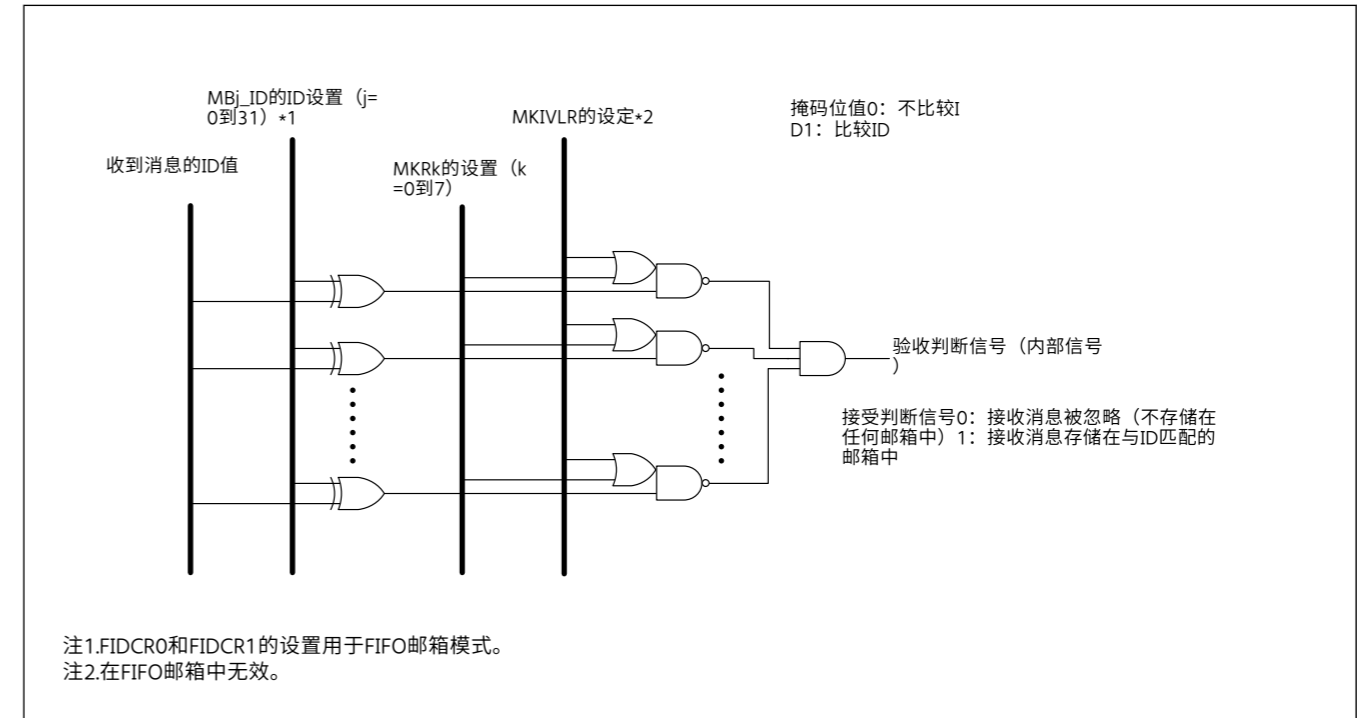 MBj_ID的ID设置（j=
0到31）*1
MKIVLR的设定*2
掩码位值0：不比较I
D1：比较ID
收到消息的ID值
MKRk的设置（k
=0到7）
验收判断信号（内部信号
）
接受判断信号0：接收消息被忽略（不存储在
任何邮箱中）1：接收消息存储在与ID匹配的
邮箱中
注1.FIDCR0和FIDCR1的设置用于FIFO邮箱模式。
注2.在FIFO邮箱中无效。